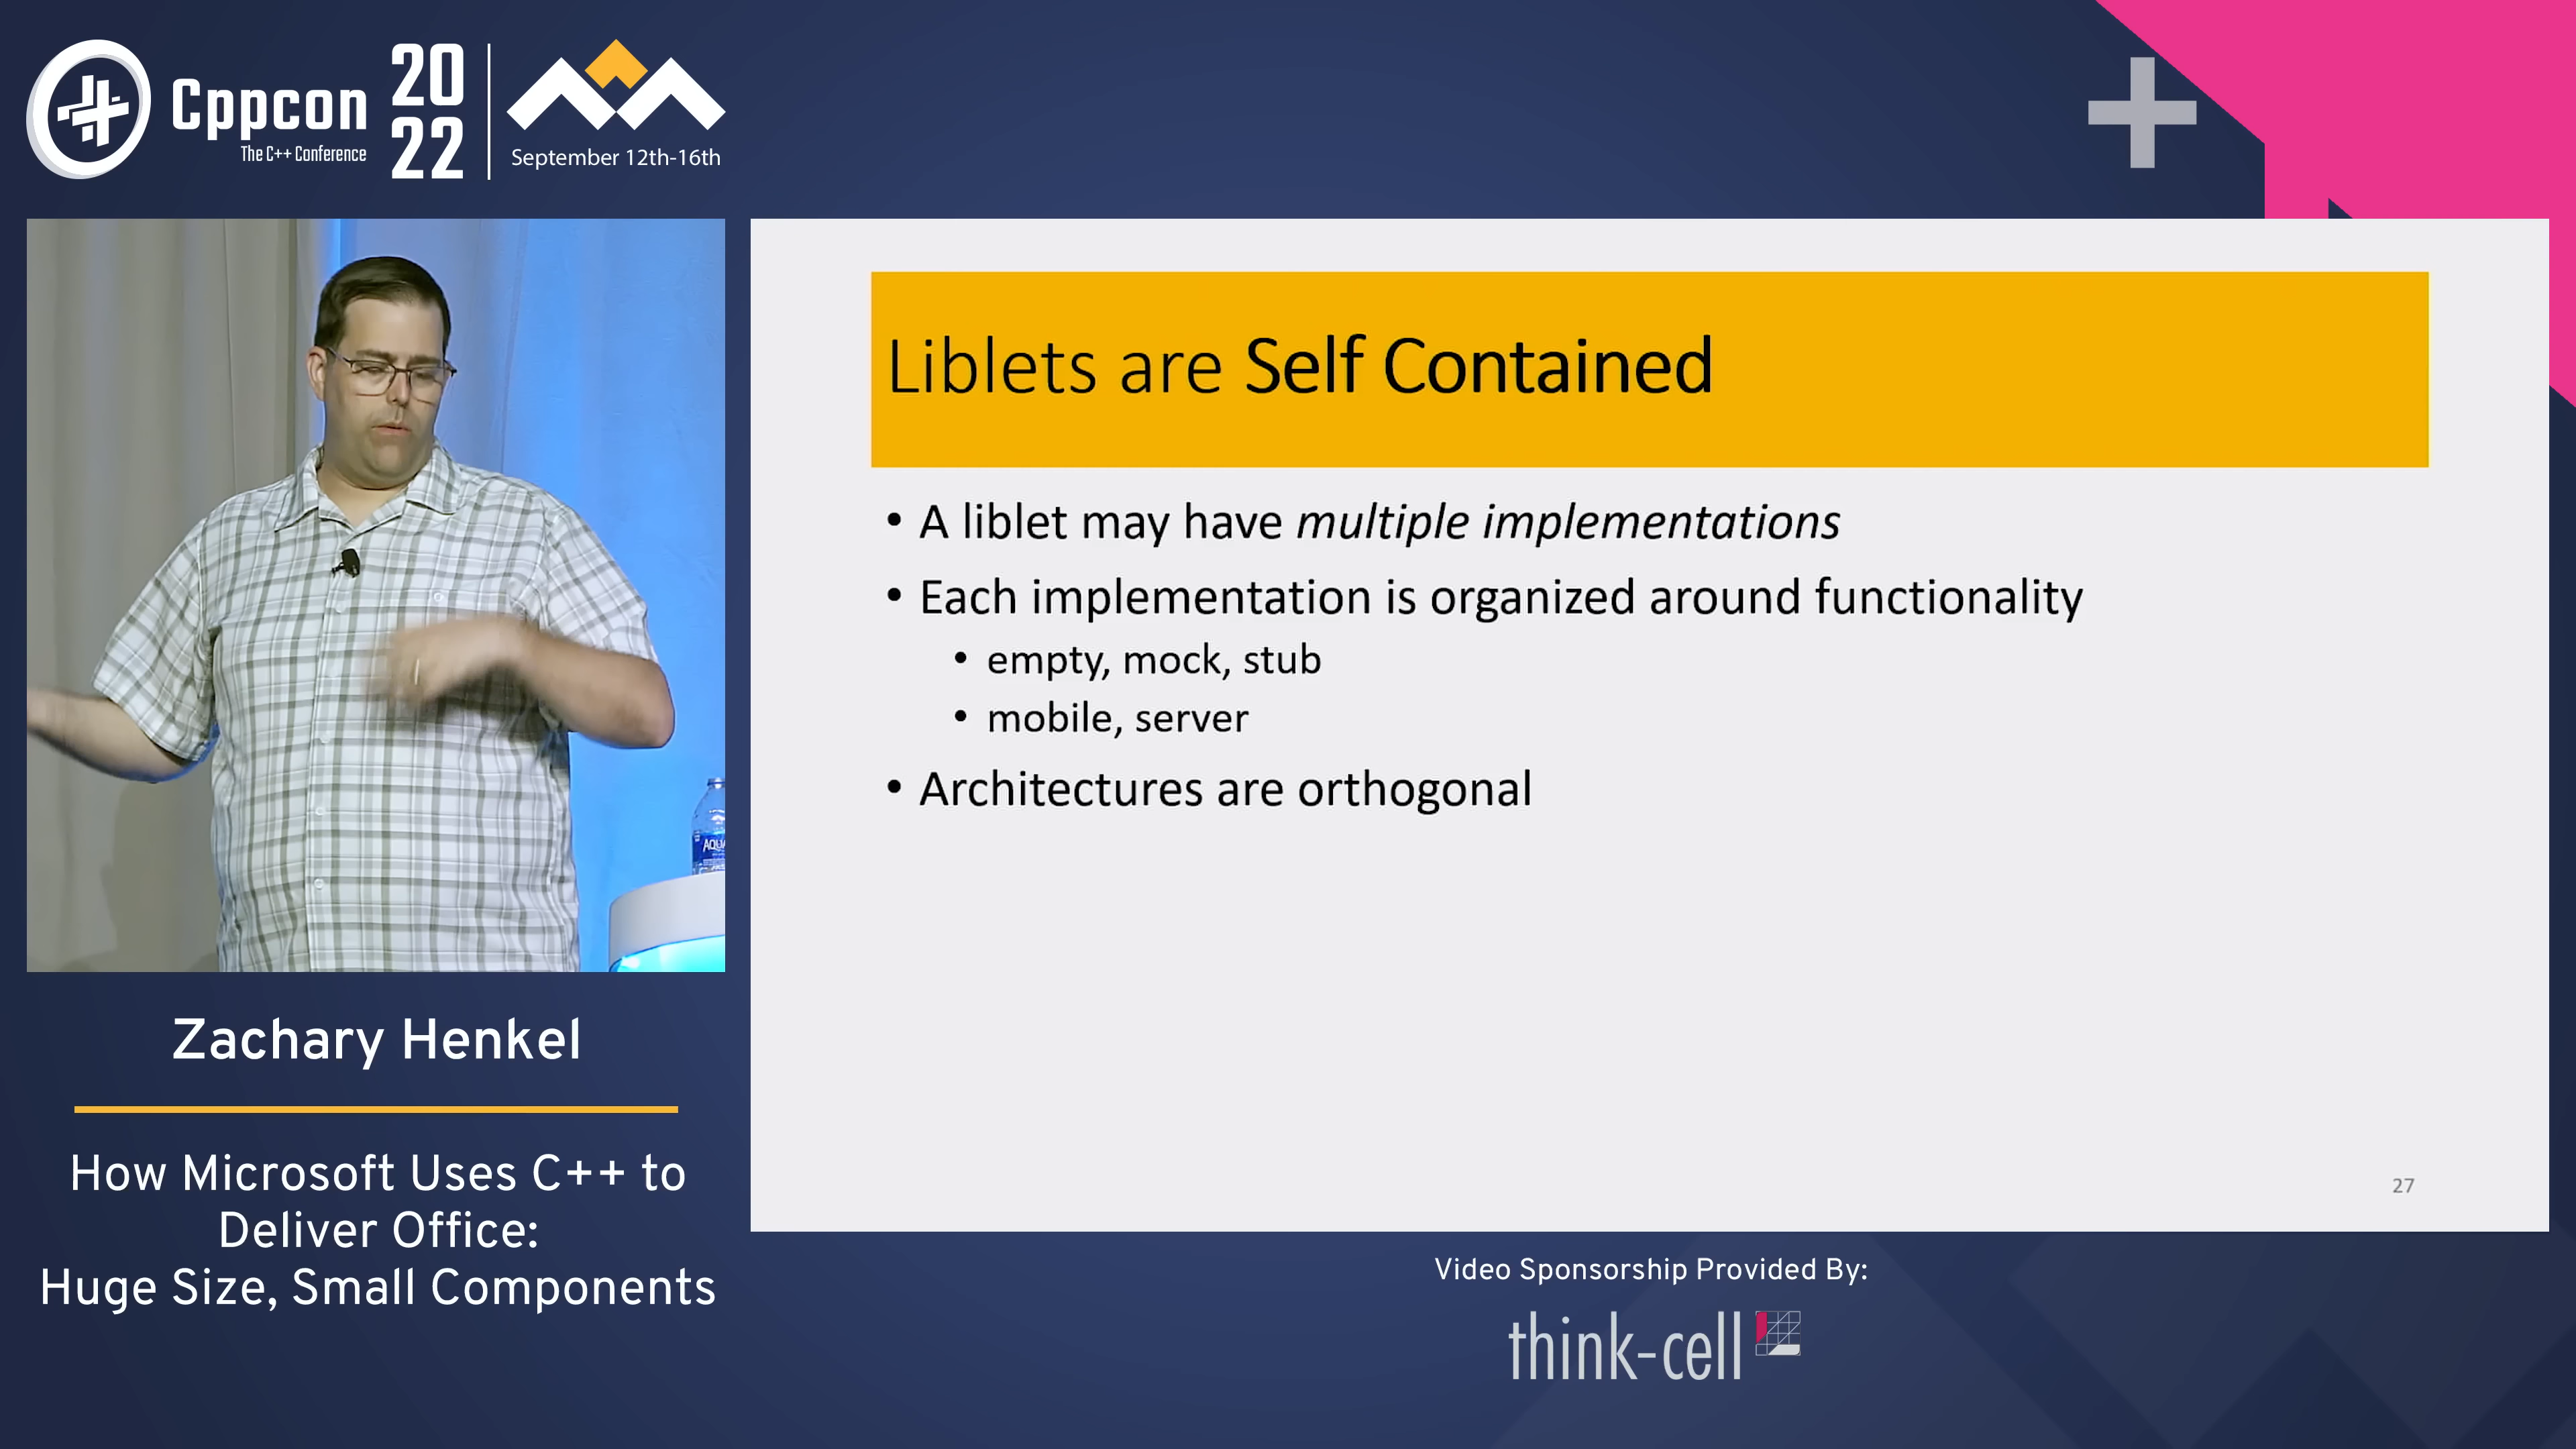 Cppcon
The C++ Conference
20
22
September 12th-16th
Liblets are Self Contained
• A liblet may have multiple implementations
• Each implementation is organized around functionality
• empty, mock, stub
• mobile, server
• Architectures are orthogonal
27
Zachary Henkel
How Microsoft Uses C++ to
Deliver Office:
Huge Size, Small Components
Video Sponsorship Provided By:
think-cell